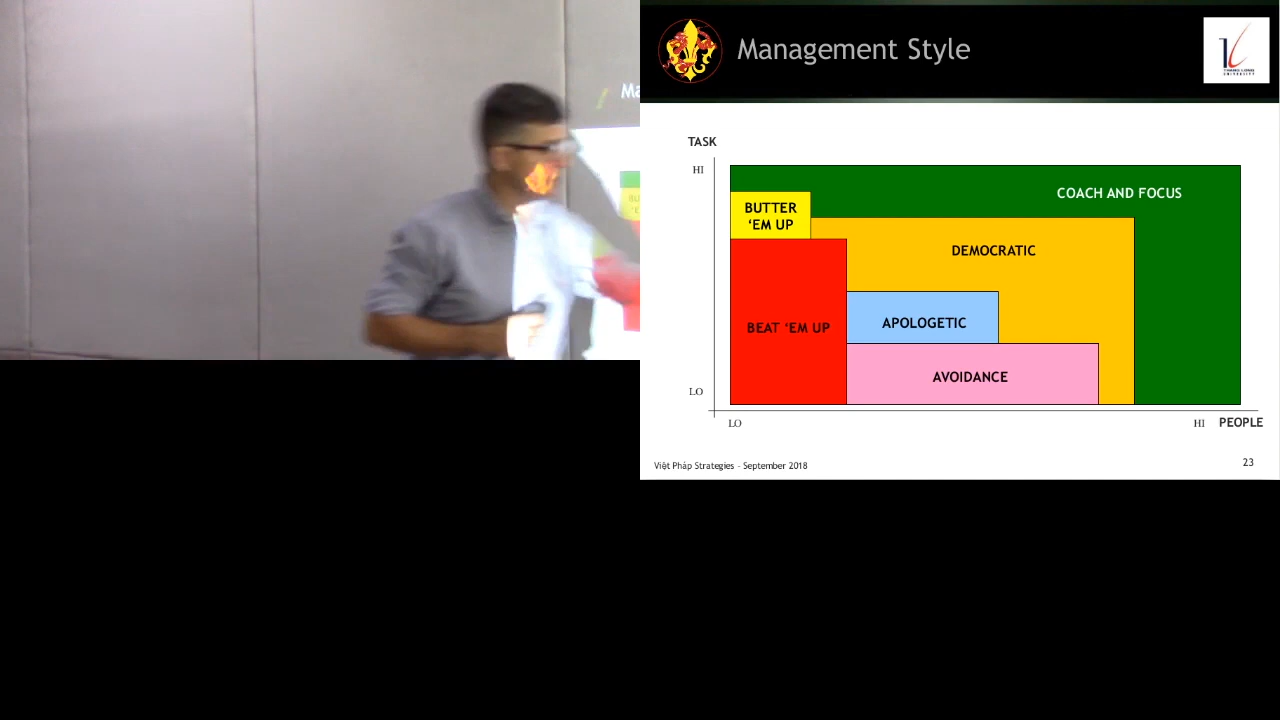 Ma
Management Style
TASK
HI
COACH AND FOCUS
BUTTER
‘EM UP
DEMOCRATIC
BEAT ‘EM UP
APOLOGETIC
AVOIDANCE
LO
LO
HI
PEOPLE
Việt Pháp Strategies - September 2018
23